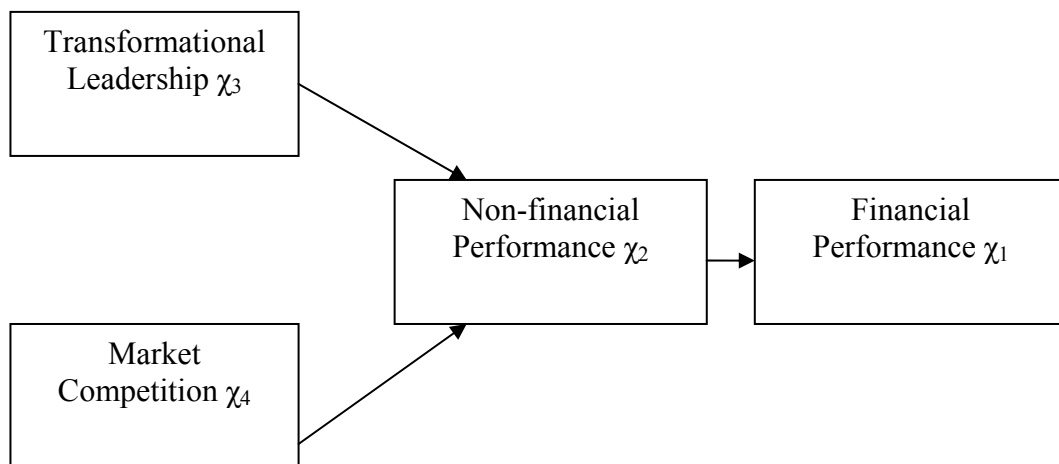 Transformational
Leadership χ₃
Non-financial
Performance χ₂
Financial
Performance χ₁
Market
Competition χ₄